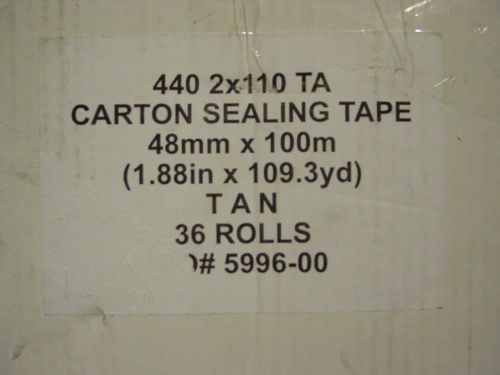 440 2x110 TA
CARTON SEALING TAPE
48mm x 100m
(1.88in x 109.3yd)
T A N
36 ROLLS
# 5996-00